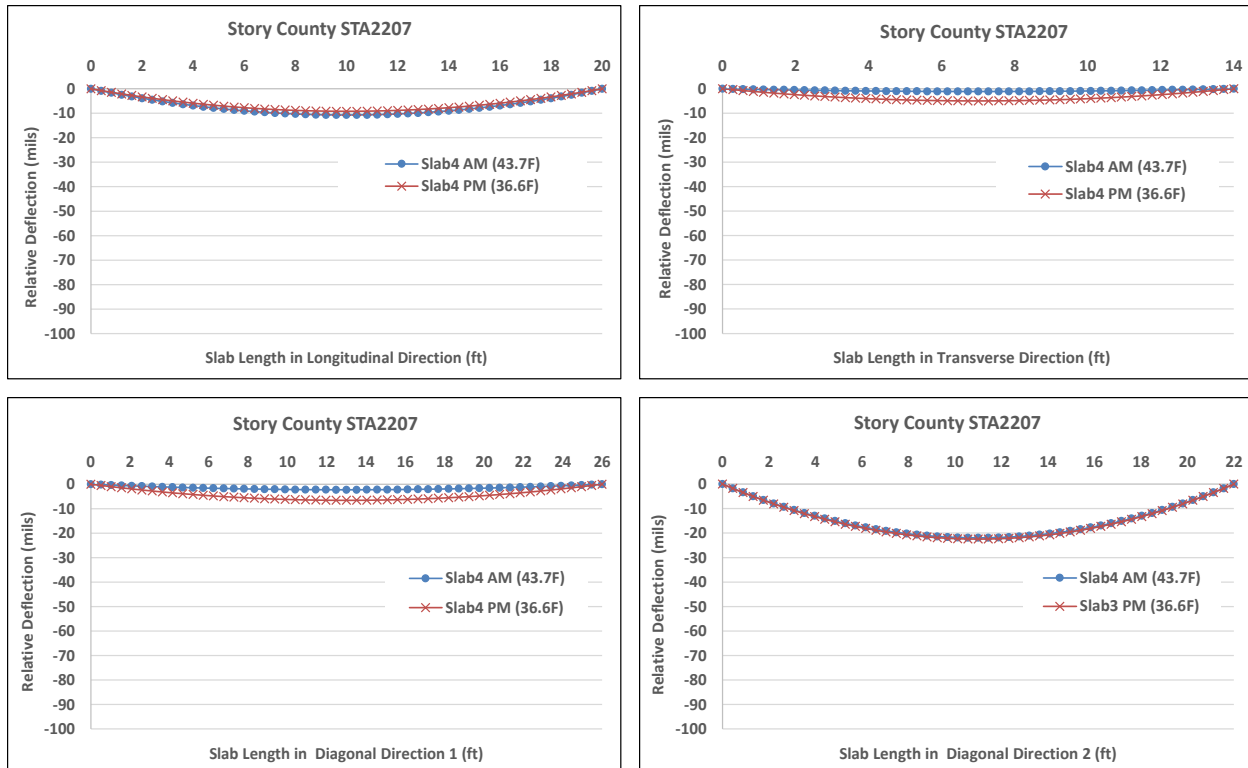 Story County STA2207
0 2 4 6 8 10 12 14 16 18 20
0
-10
-20
-30
-40
-50
-60
-70
-80
-90
-100
Relative Deflection (mils)
Slab4 AM (43.7F)
Slab4 PM (36.6F)
Slab Length in Longitudinal Direction (ft)
Story County STA2207
0 2 4 6 8 10 12 14
0
-10
-20
-30
-40
-50
-60
-70
-80
-90
-100
Relative Deflection (mils)
Slab4 AM (43.7F)
Slab4 PM (36.6F)
Slab Length in Transverse Direction (ft)
Story County STA2207
0 2 4 6 8 10 12 14 16 18 20 22 24 26
0
-10
-20
-30
-40
-50
-60
-70
-80
-90
-100
Relative Deflection (mils)
Slab4 AM (43.7F)
Slab4 PM (36.6F)
Slab Length in Diagonal Direction 1 (ft)
Story County STA2207
0 2 4 6 8 10 12 14 16 18 20 22
0
-10
-20
-30
-40
-50
-60
-70
-80
-90
-100
Relative Deflection (mils)
Slab4 AM (43.7F)
Slab3 PM (36.6F)
Slab Length in Diagonal Direction 2 (ft)